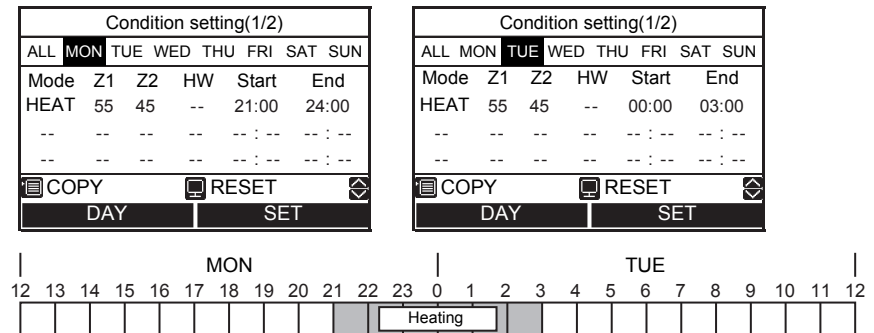 Condition setting(1/2)
ALL MON TUE WED THU FRI SAT SUN
Mode Z1 Z2 HW Start End
HEAT 55 45 -- 21:00 24:00
-- -- -- -- -- : -- -- : --
-- -- -- -- -- : -- -- : --
COPY RESET
DAY SET
Condition setting(1/2)
ALL MON TUE WED THU FRI SAT SUN
Mode Z1 Z2 HW Start End
HEAT 55 45 -- 00:00 03:00
-- -- -- -- -- : -- -- : --
-- -- -- -- -- : -- -- : --
COPY RESET
DAY SET
MON TUE
12 13 14 15 16 17 18 19 20 21 22 23 0 1 2 3 4 5 6 7 8 9 10 11 12
Heating